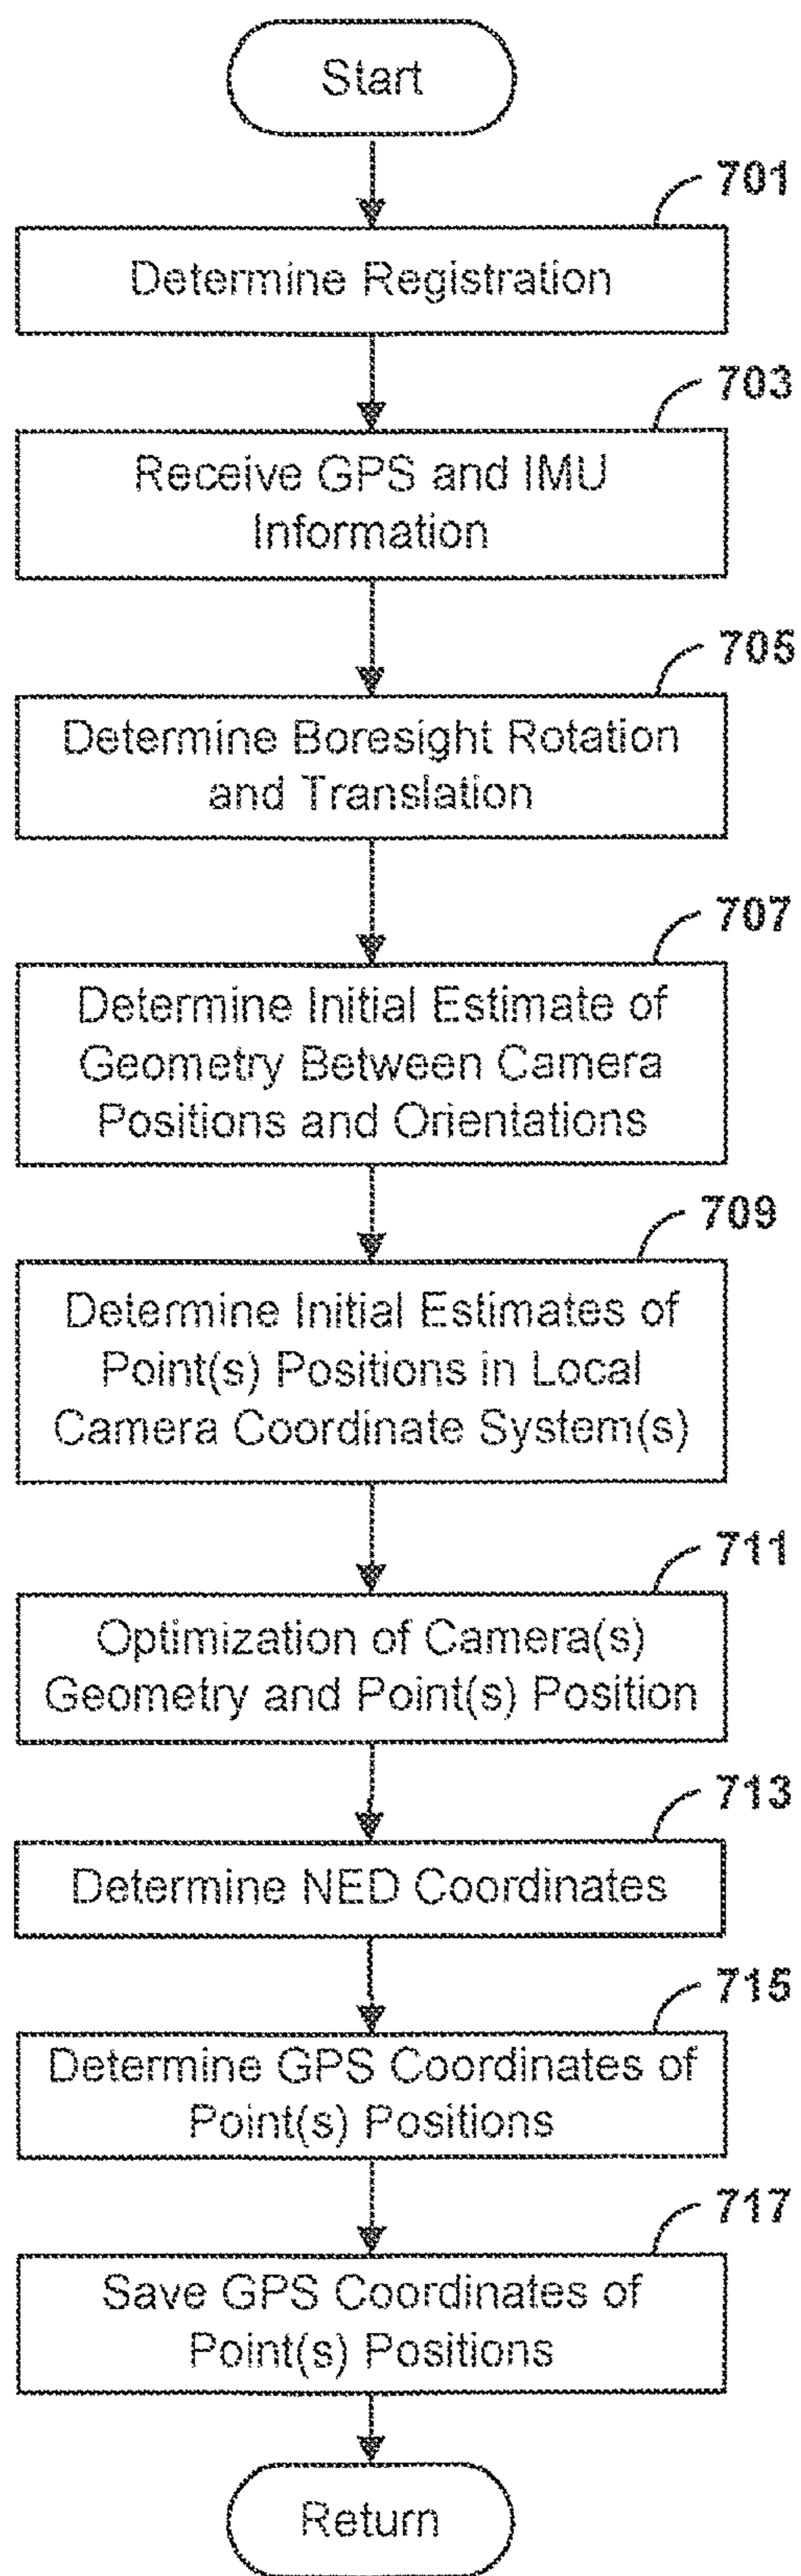 Start
701
Determine Registration
703
Receive GPS and IMU
Information
705
Determine Boresight Rotation
and Translation
707
Determine Initial Estimate of
Geometry Between Camera
Positions and Orientations
709
Determine Initial Estimates of
Point(s) Positions in Local
Camera Coordinate System(s)
711
Optimization of Camera(s)
Geometry and Point(s) Position
713
Determine NED Coordinates
715
Determine GPS Coordinates of
Point(s) Positions
717
Save GPS Coordinates of
Point(s) Positions
Return